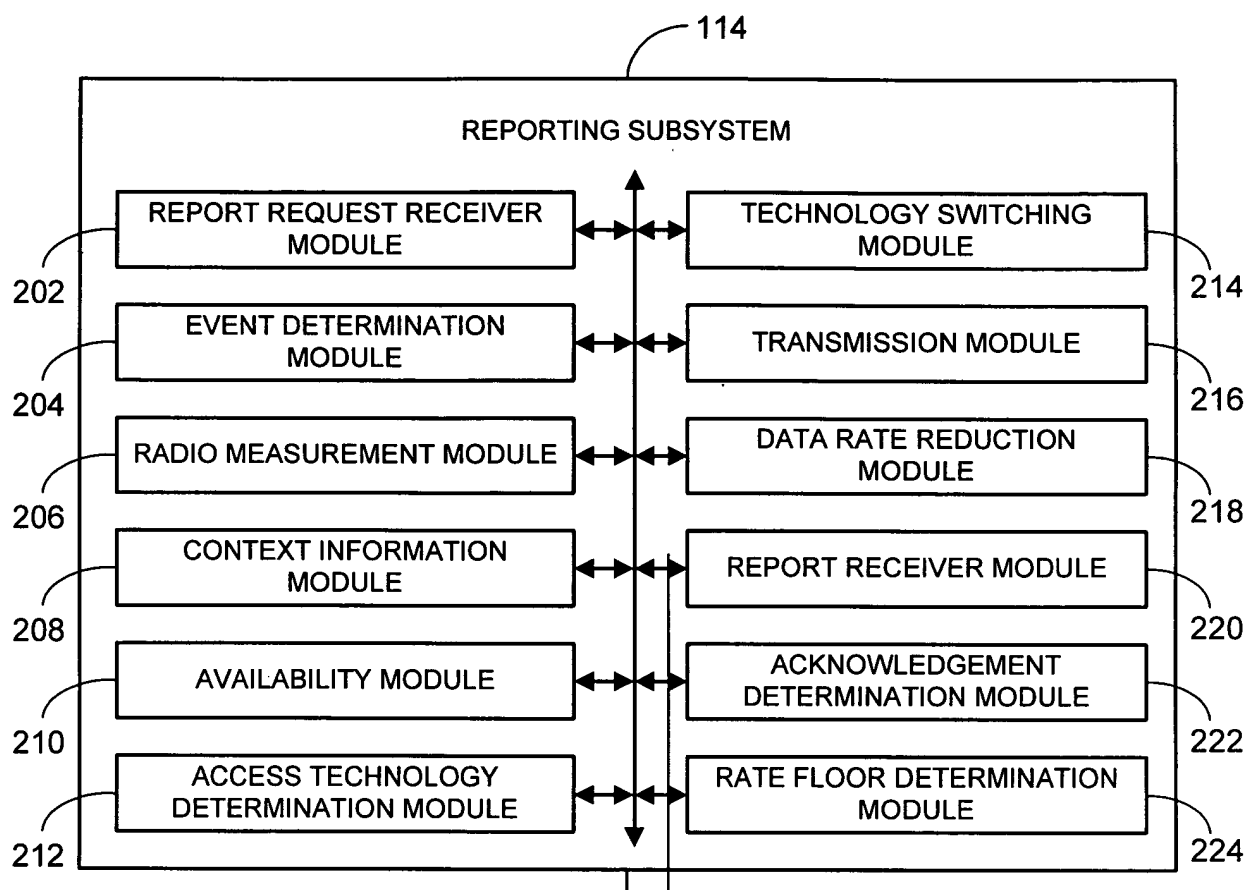 114
REPORTING SUBSYSTEM
REPORT REQUEST RECEIVER
MODULE
202
EVENT DETERMINATION
MODULE
204
RADIO MEASUREMENT MODULE
206
CONTEXT INFORMATION
MODULE
208
AVAILABILITY MODULE
210
ACCESS TECHNOLOGY
DETERMINATION MODULE
212
TECHNOLOGY SWITCHING
MODULE
214
TRANSMISSION MODULE
216
DATA RATE REDUCTION
MODULE
218
REPORT RECEIVER MODULE
220
ACKNOWLEDGEMENT
DETERMINATION MODULE
222
RATE FLOOR DETERMINATION
MODULE
224